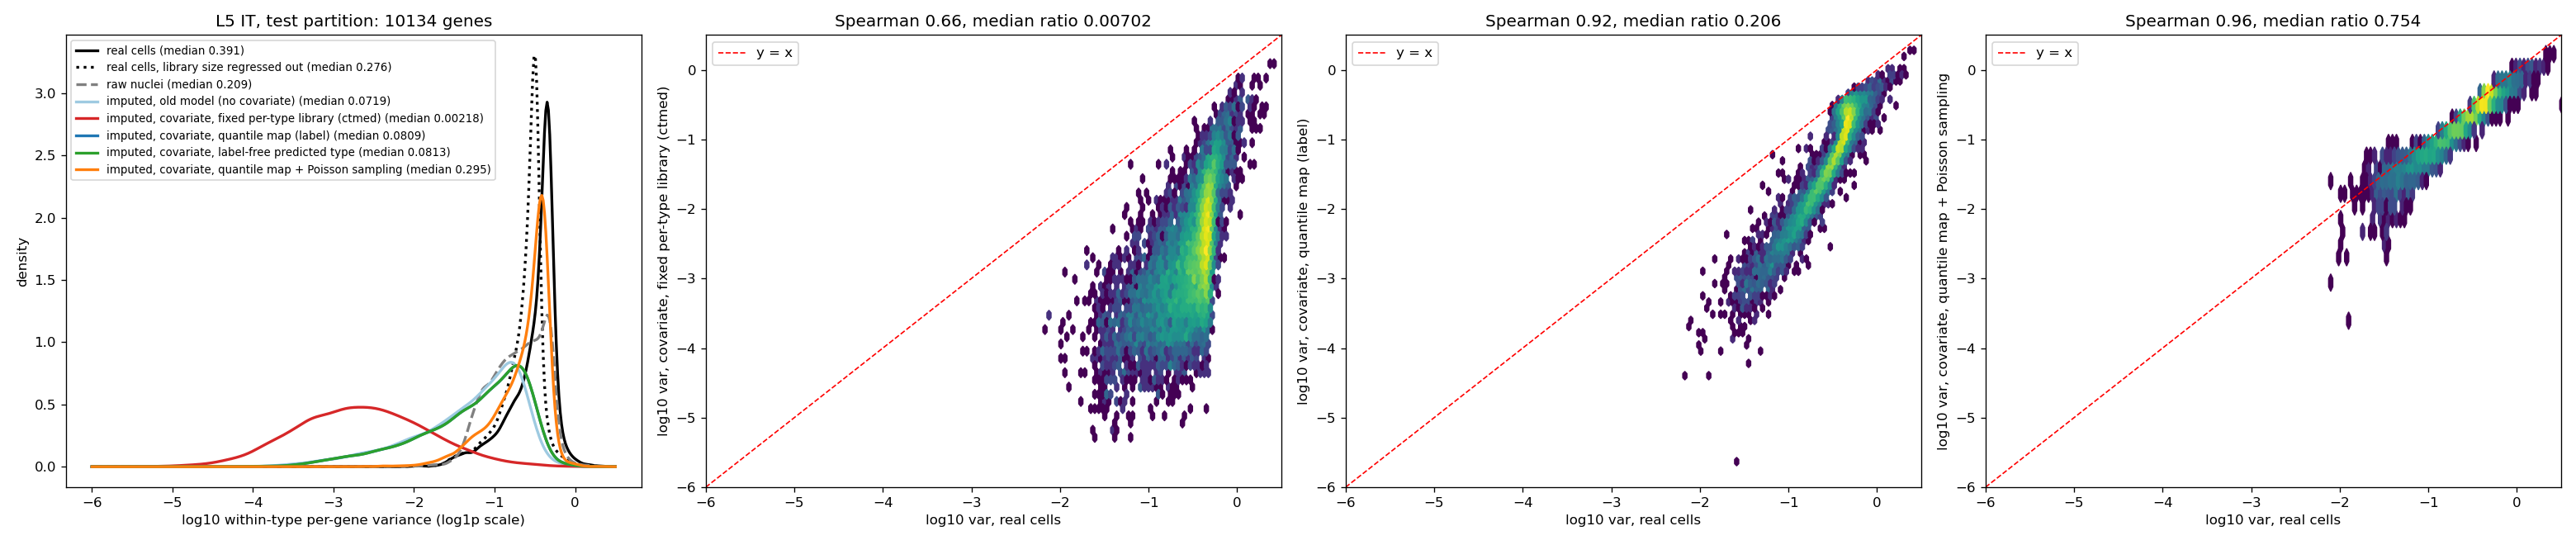 L5 IT, test partition: 10134 genes
real cells (median 0.391)
real cells, library size regressed out (median 0.276)
raw nuclei (median 0.209)
imputed, old model (no covariate) (median 0.0719)
imputed, covariate, fixed per-type library (ctmed) (median 0.00218)
imputed, covariate, quantile map (label) (median 0.0809)
imputed, covariate, label-free predicted type (median 0.0813)
imputed, covariate, quantile map + Poisson sampling (median 0.295)
density
3.0
2.5
2.0
1.5
1.0
0.5
0.0
−6 −5 −4 −3 −2 −1 0
log10 within-type per-gene variance (log1p scale)
Spearman 0.66, median ratio 0.00702
y = x
log10 var, covariate, fixed per-type library (ctmed)
0
−1
−2
−3
−4
−5
−6
−6 −5 −4 −3 −2 −1 0
log10 var, real cells
Spearman 0.92, median ratio 0.206
y = x
log10 var, covariate, quantile map (label)
0
−1
−2
−3
−4
−5
−6
−6 −5 −4 −3 −2 −1 0
log10 var, real cells
Spearman 0.96, median ratio 0.754
y = x
log10 var, covariate, quantile map + Poisson sampling
0
−1
−2
−3
−4
−5
−6
−6 −5 −4 −3 −2 −1 0
log10 var, real cells